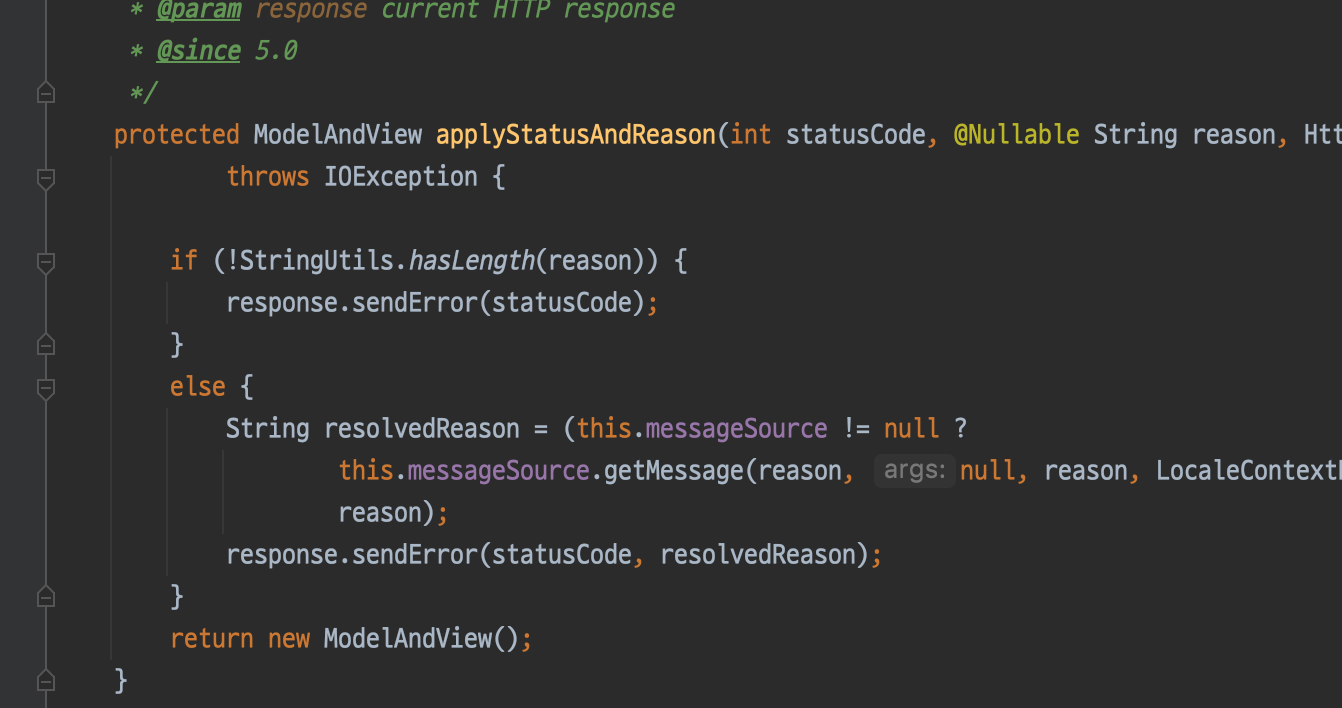 * @param response current HTTP response
* @since 5.0
*/
protected ModelAndView applyStatusAndReason(int statusCode, @Nullable String reason,
throws IOException {
if (!StringUtils.hasLength(reason)) {
response.sendError(statusCode);
}
else {
String resolvedReason = (this.messageSource != null ?
this.messageSource.getMessage(reason, args: null, reason,
reason);
response.sendError(statusCode, resolvedReason);
}
return new ModelAndView();
}